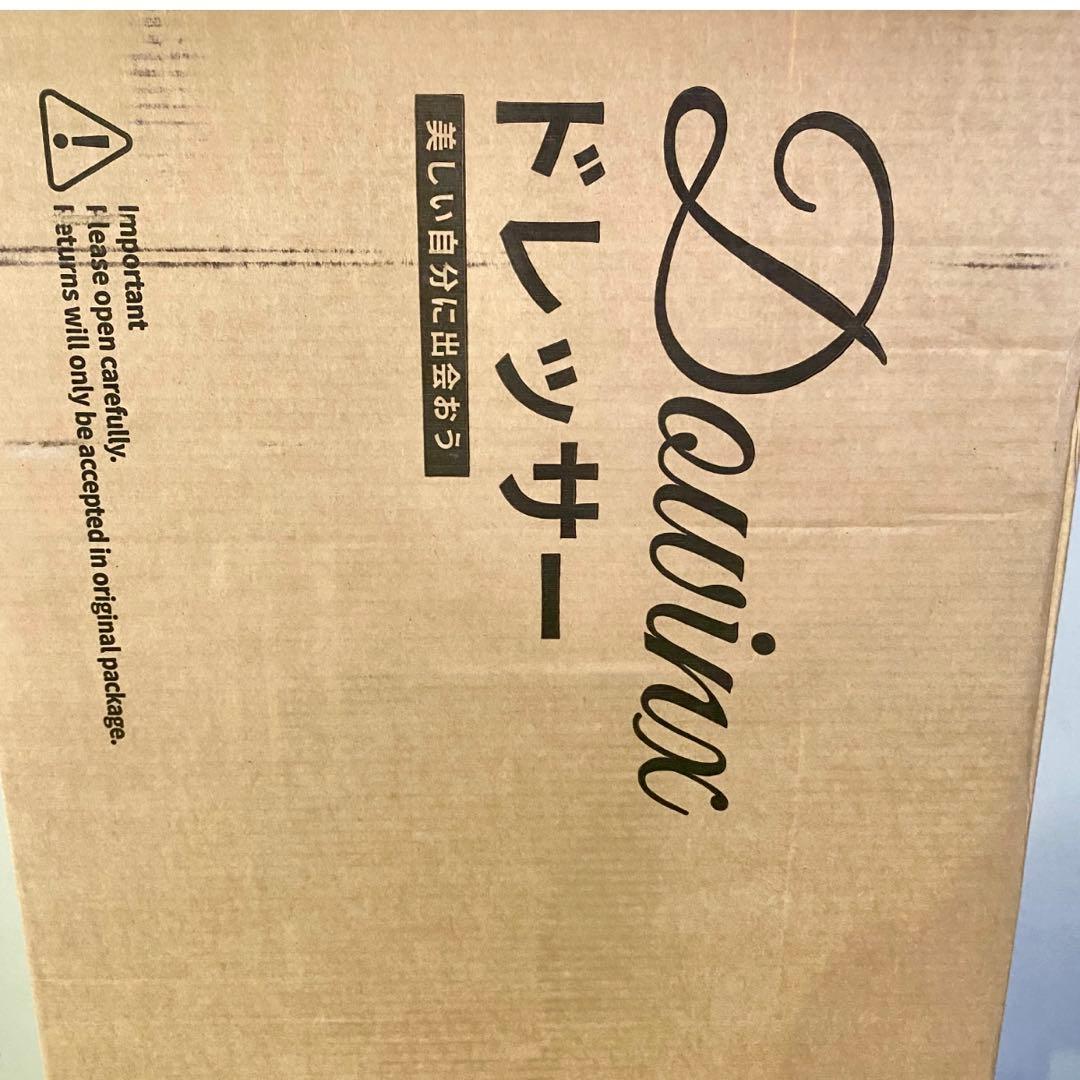 Dowinx
ドレッサー
美しい自分に出会おう
Important
Please open carefully.
Returns will only be accepted in original package.